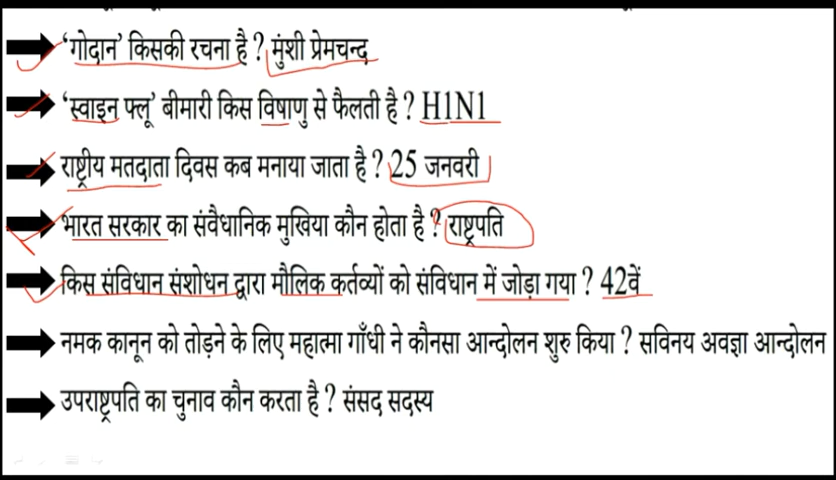 'गोदान' किसकी रचना है ? मुंशी प्रेमचन्द
'स्वाइन फ्लू' बीमारी किस विषाणु से फैलती है ? H1N1
राष्ट्रीय मतदाता दिवस कब मनाया जाता है ? 25 जनवरी
भारत सरकार का संवैधानिक मुखिया कौन होता है ? राष्ट्रपति
किस संविधान संशोधन द्वारा मौलिक कर्तव्यों को संविधान में जोड़ा गया ? 42वें
नमक कानून को तोड़ने के लिए महात्मा गाँधी ने कौनसा आन्दोलन शुरु किया ? सविनय अवज्ञा आन्दोलन
उपराष्ट्रपति का चुनाव कौन करता है ? संसद सदस्य